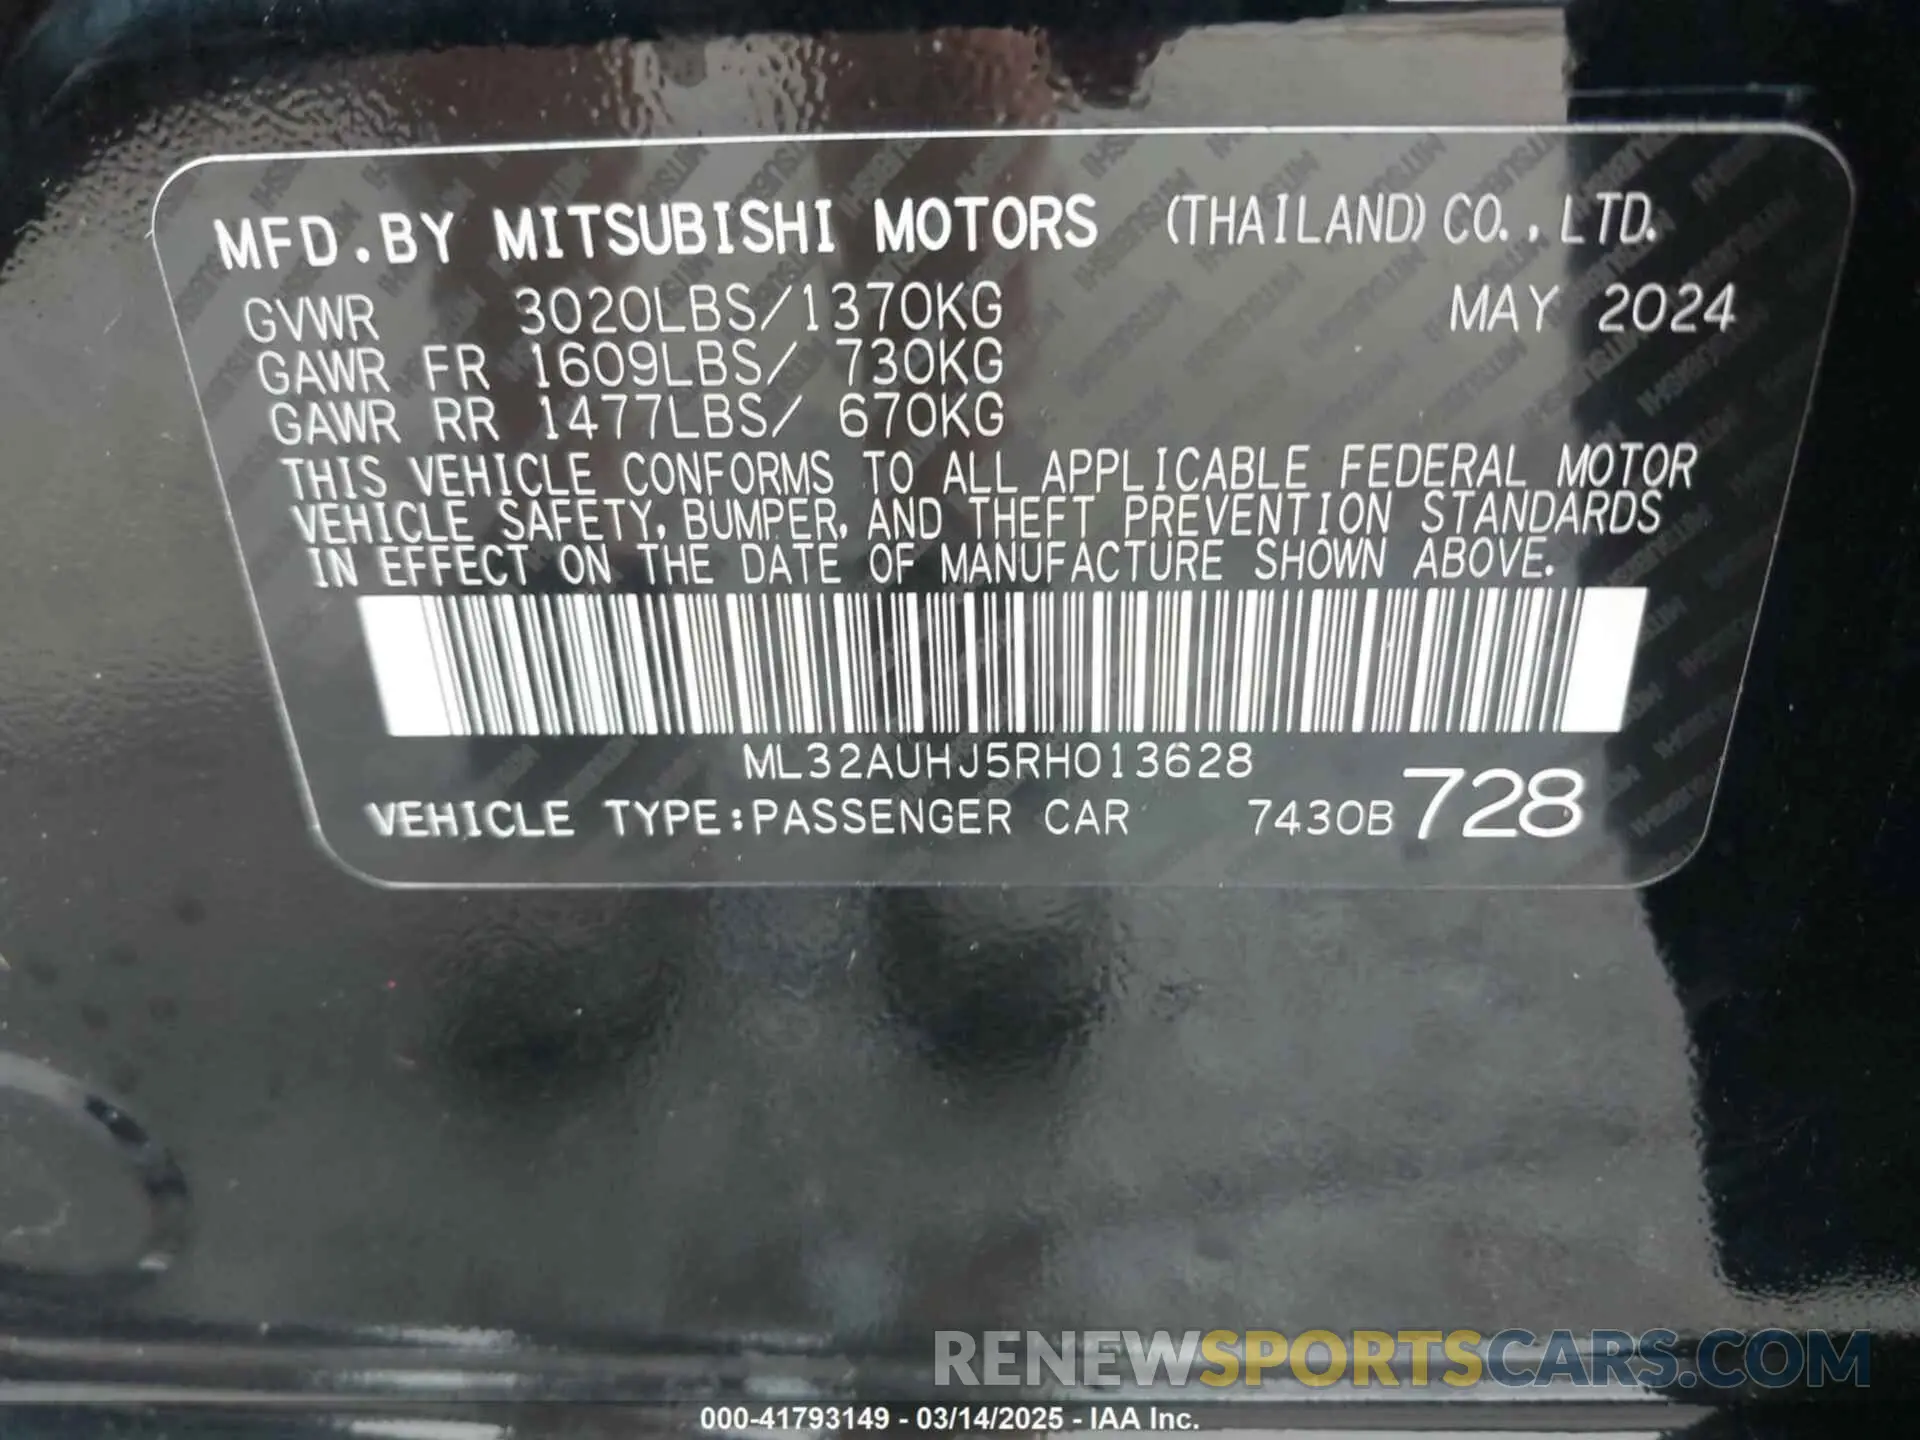 MFD.BY MITSUBISHI MOTORS (THAILAND) CO.,LTD.
GVWR 3020LBS/1370KG MAY 2024
GAWR FR 1609LBS/ 730KG
GAWR RR 1477LBS/ 670KG
THIS VEHICLE CONFORMS TO ALL APPLICABLE FEDERAL MOTOR
VEHICLE SAFETY, BUMPER, AND THEFT PREVENTION STANDARDS
IN EFFECT ON THE DATE OF MANUFACTURE SHOWN ABOVE.
ML32AUHJ5RH013628
VEHICLE TYPE:PASSENGER CAR 7430B 728
RENEWSPORTSCARS.COM
000-41793149 - 03/14/2025 - IAA Inc.